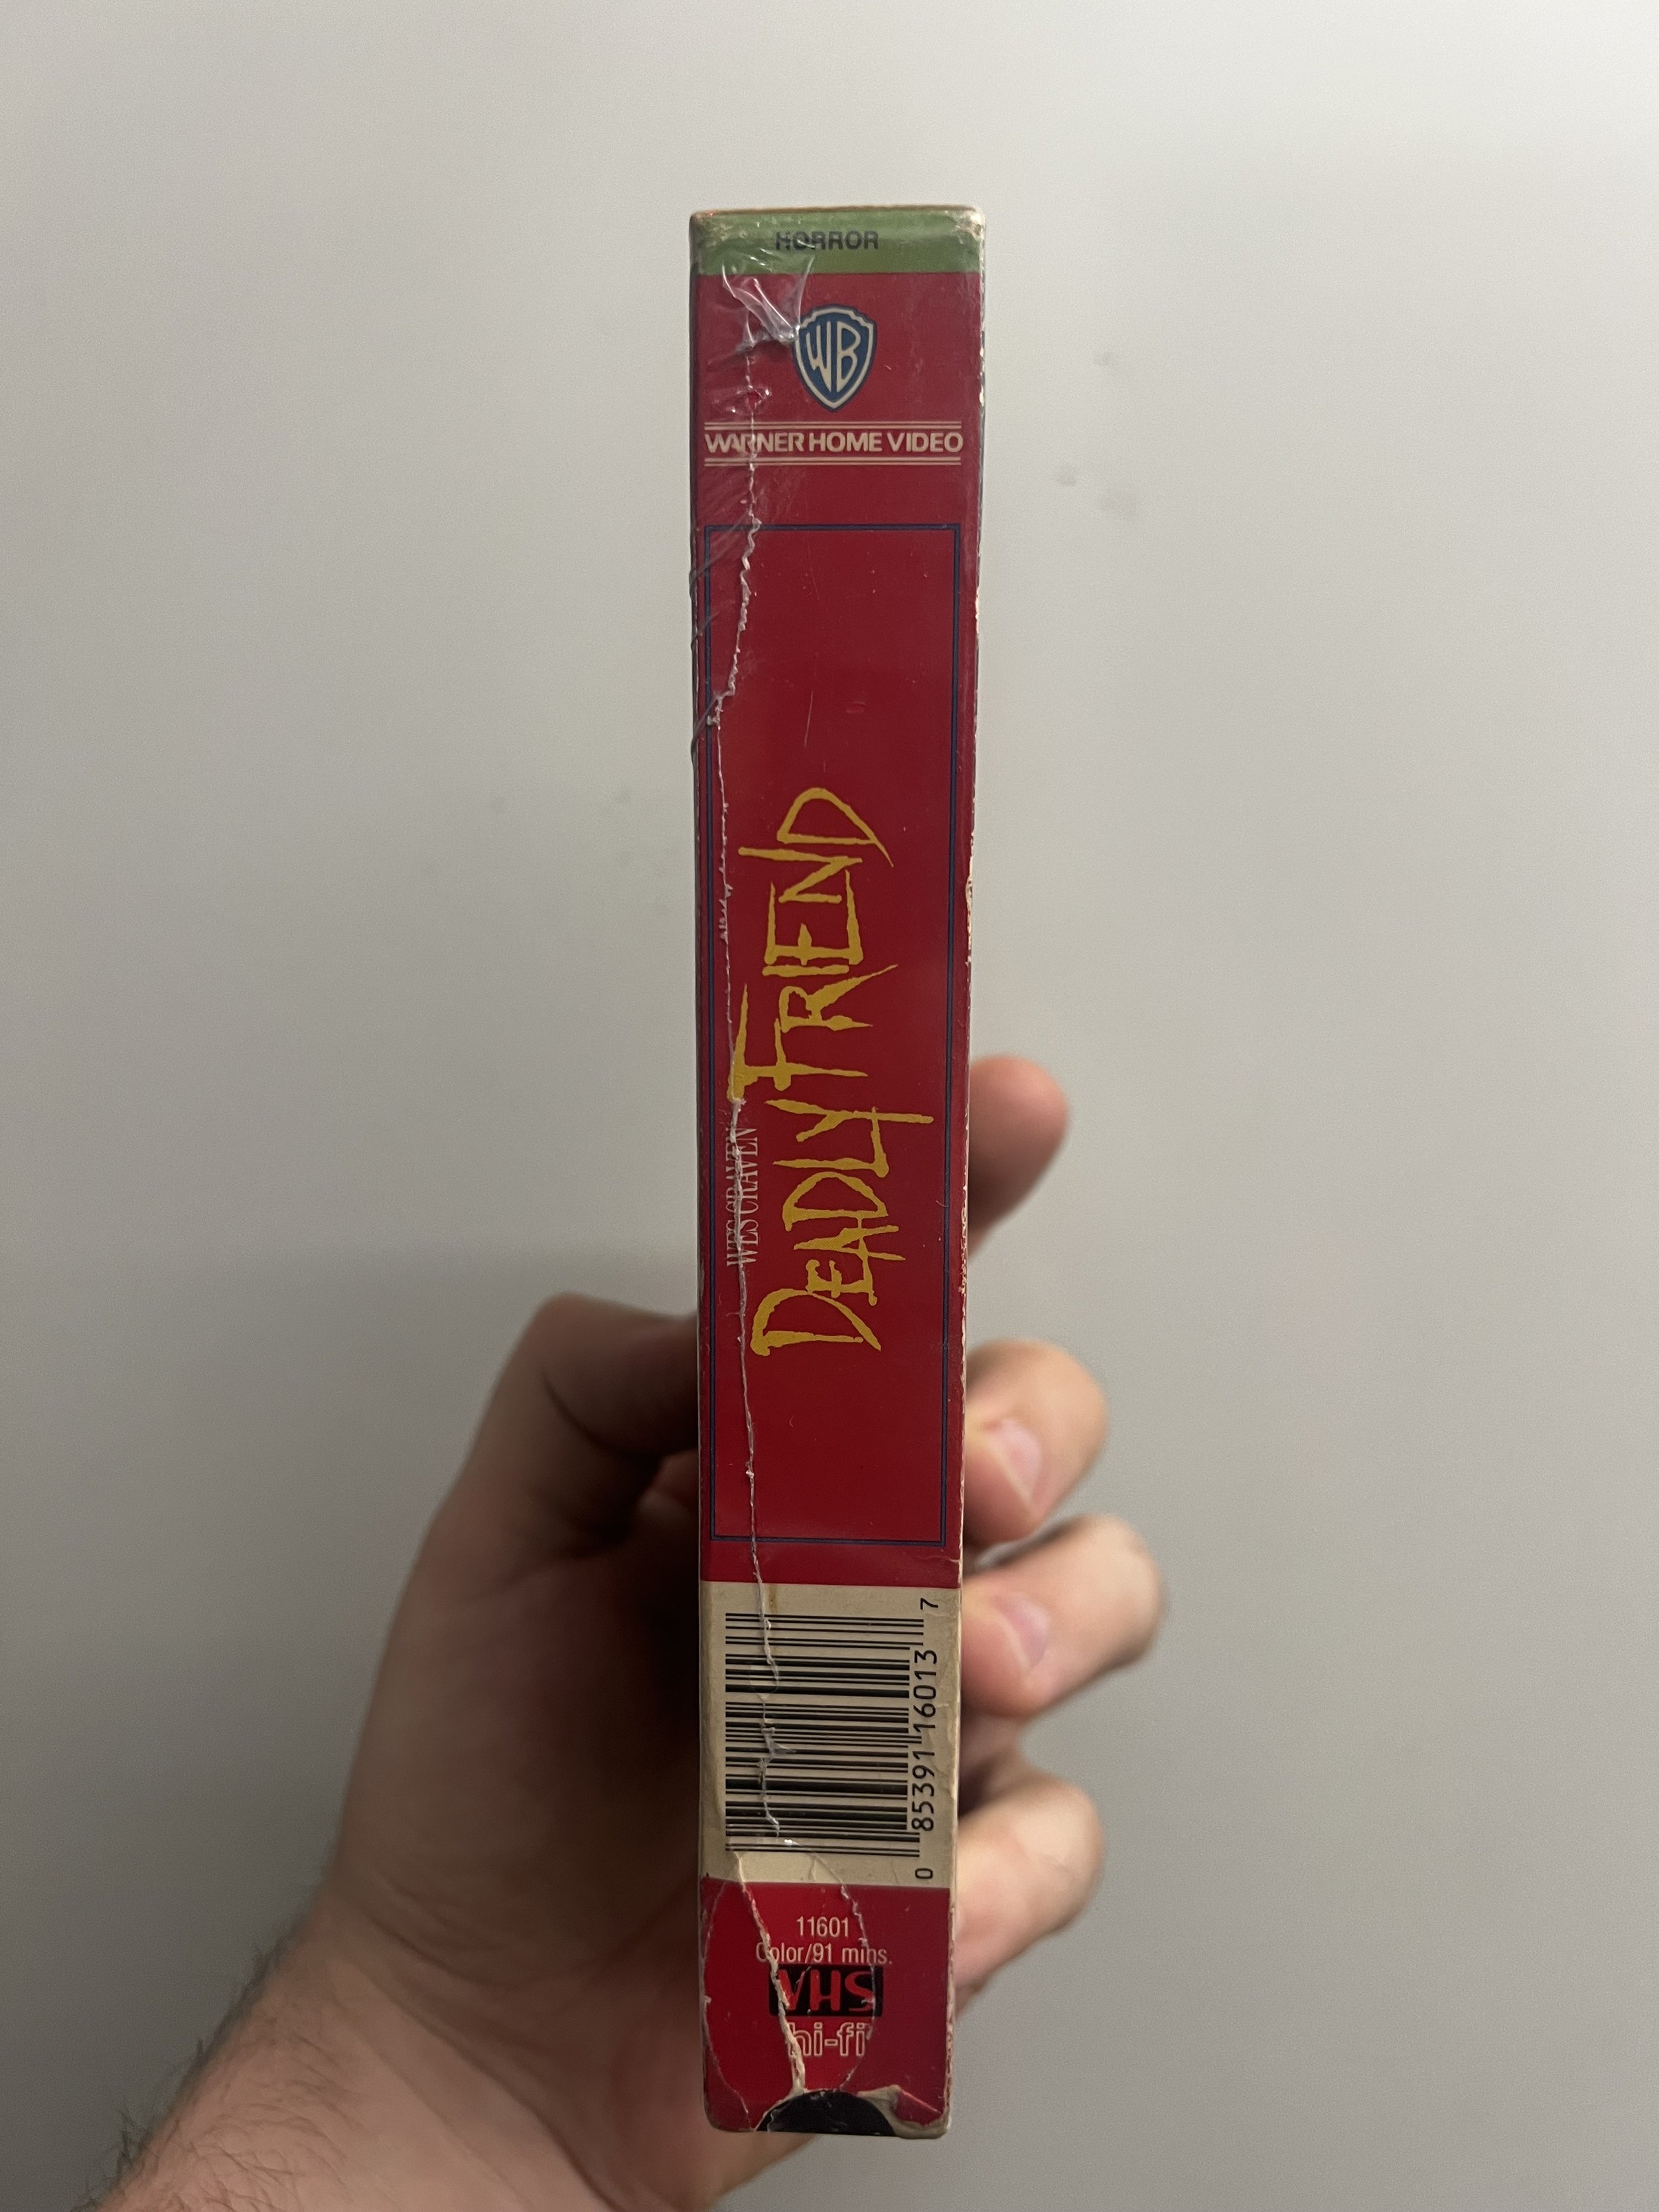 HORROR
WB
WARNER HOME VIDEO
WES CRAVEN
DEADLY FRIEND
0 85391 16013 7
11601
Color/91 mins.
VHS
hi-fi